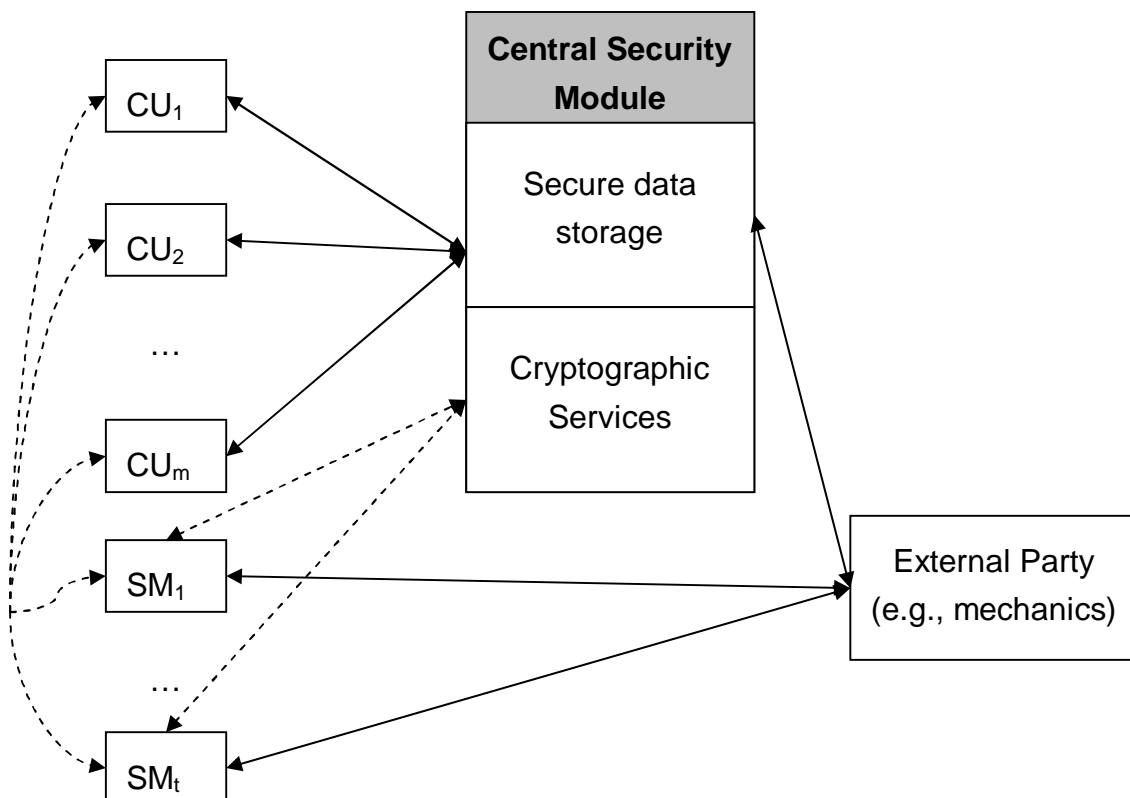 Central Security
Module
CU₁
Secure data
storage
CU₂
…
Cryptographic
Services
CUₘ
SM₁
External Party
(e.g., mechanics)
…
SMₜ